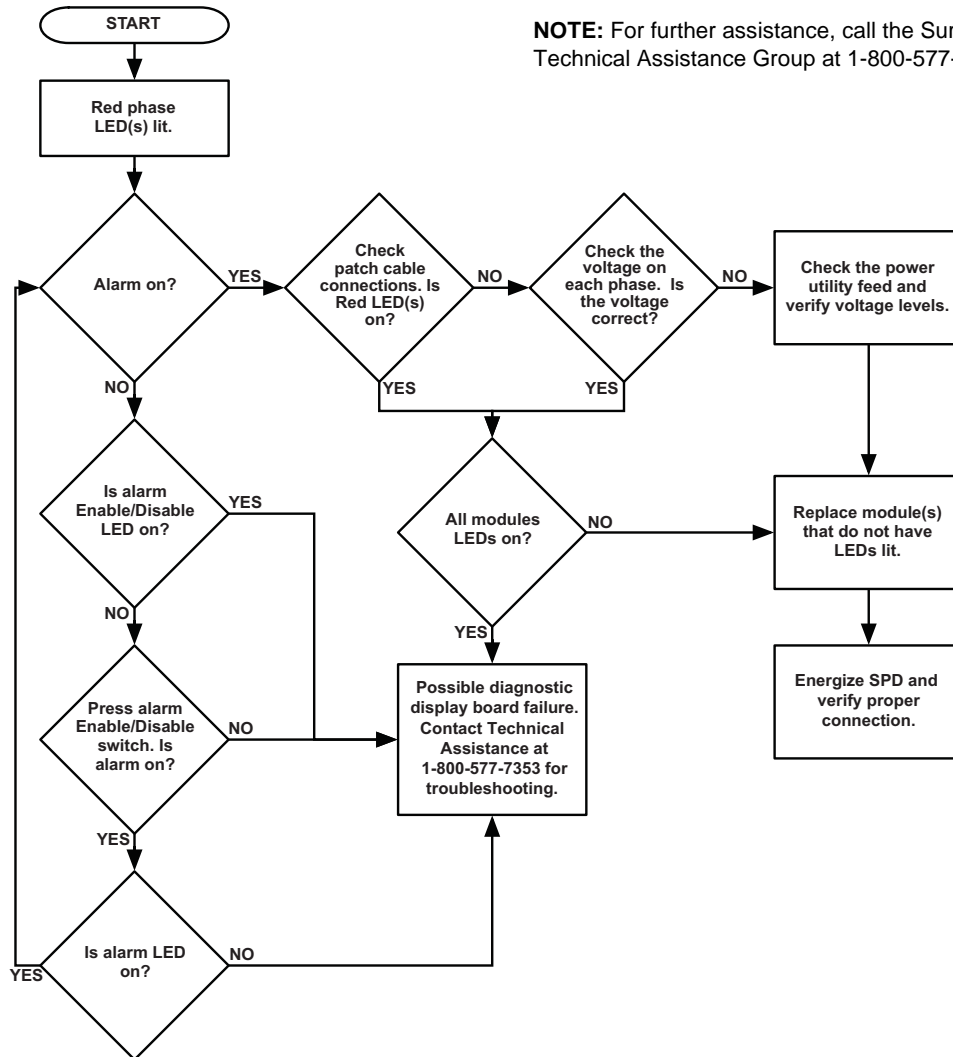 START
NOTE: For further assistance, call the
Technical Assistance Group at 1-800-577-
Red phase
LED(s) lit.
Alarm on?
YES
Check
patch cable
connections. Is
Red LED(s)
on?
NO
Check the
voltage on
each phase. Is
the voltage
correct?
NO
Check the power
utility feed and
verify voltage levels.
NO
YES
YES
Is alarm
Enable/Disable
LED on?
YES
All modules
LEDs on?
NO
Replace module(s)
that do not have
LEDs lit.
NO
YES
Press alarm
Enable/Disable
switch. Is
alarm on?
NO
Possible diagnostic
display board failure.
Contact Technical
Assistance at
1-800-577-7353 for
troubleshooting.
Energize SPD and
verify proper
connection.
YES
Is alarm LED
on?
NO
YES